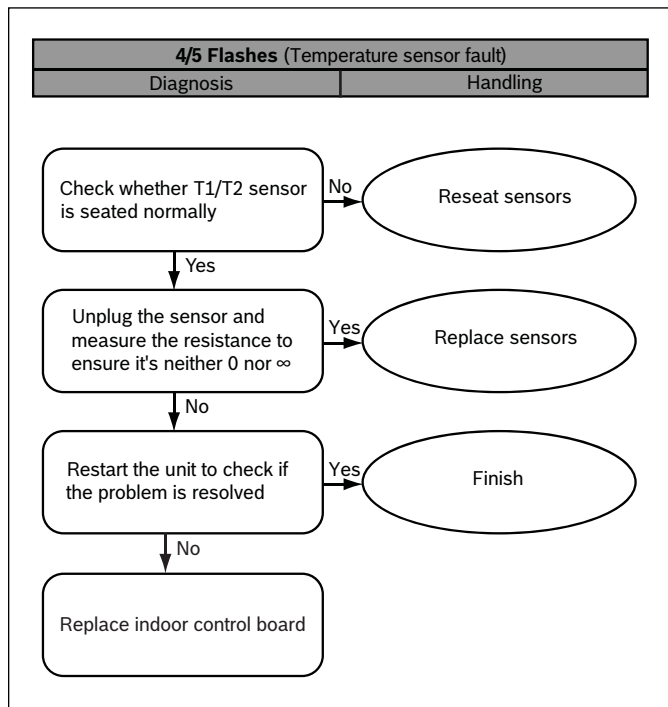 4/5 Flashes (Temperature sensor fault)
Diagnosis
Handling
Check whether T1/T2 sensor
is seated normally
No
Reseat sensors
Yes
Unplug the sensor and
measure the resistance to
ensure it's neither 0 nor ∞
Yes
Replace sensors
No
Restart the unit to check if
the problem is resolved
Yes
Finish
No
Replace indoor control board